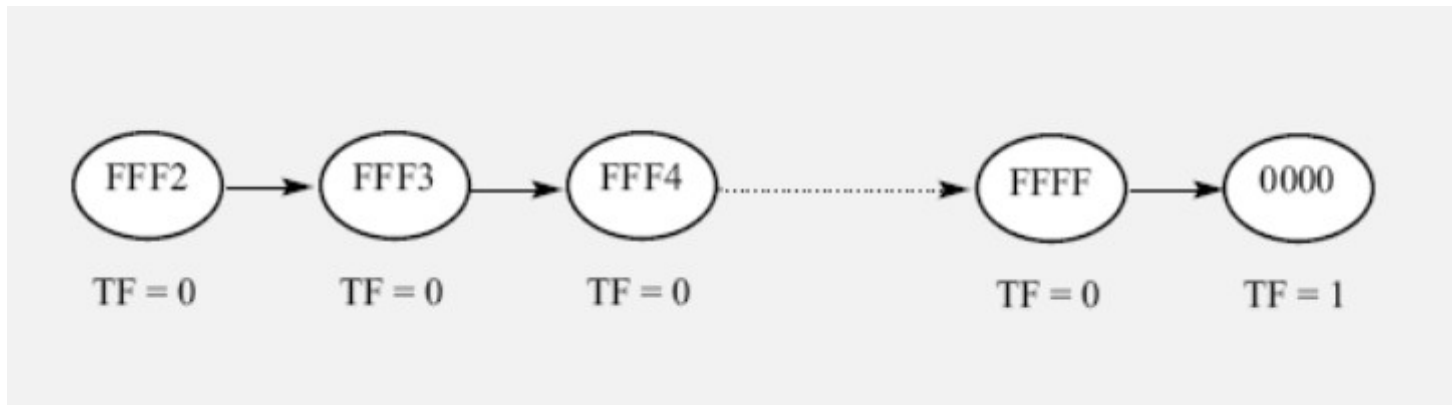 FFF2 FFF3 FFF4 FFFF 0000
TF = 0 TF = 0 TF = 0 TF = 0 TF = 1